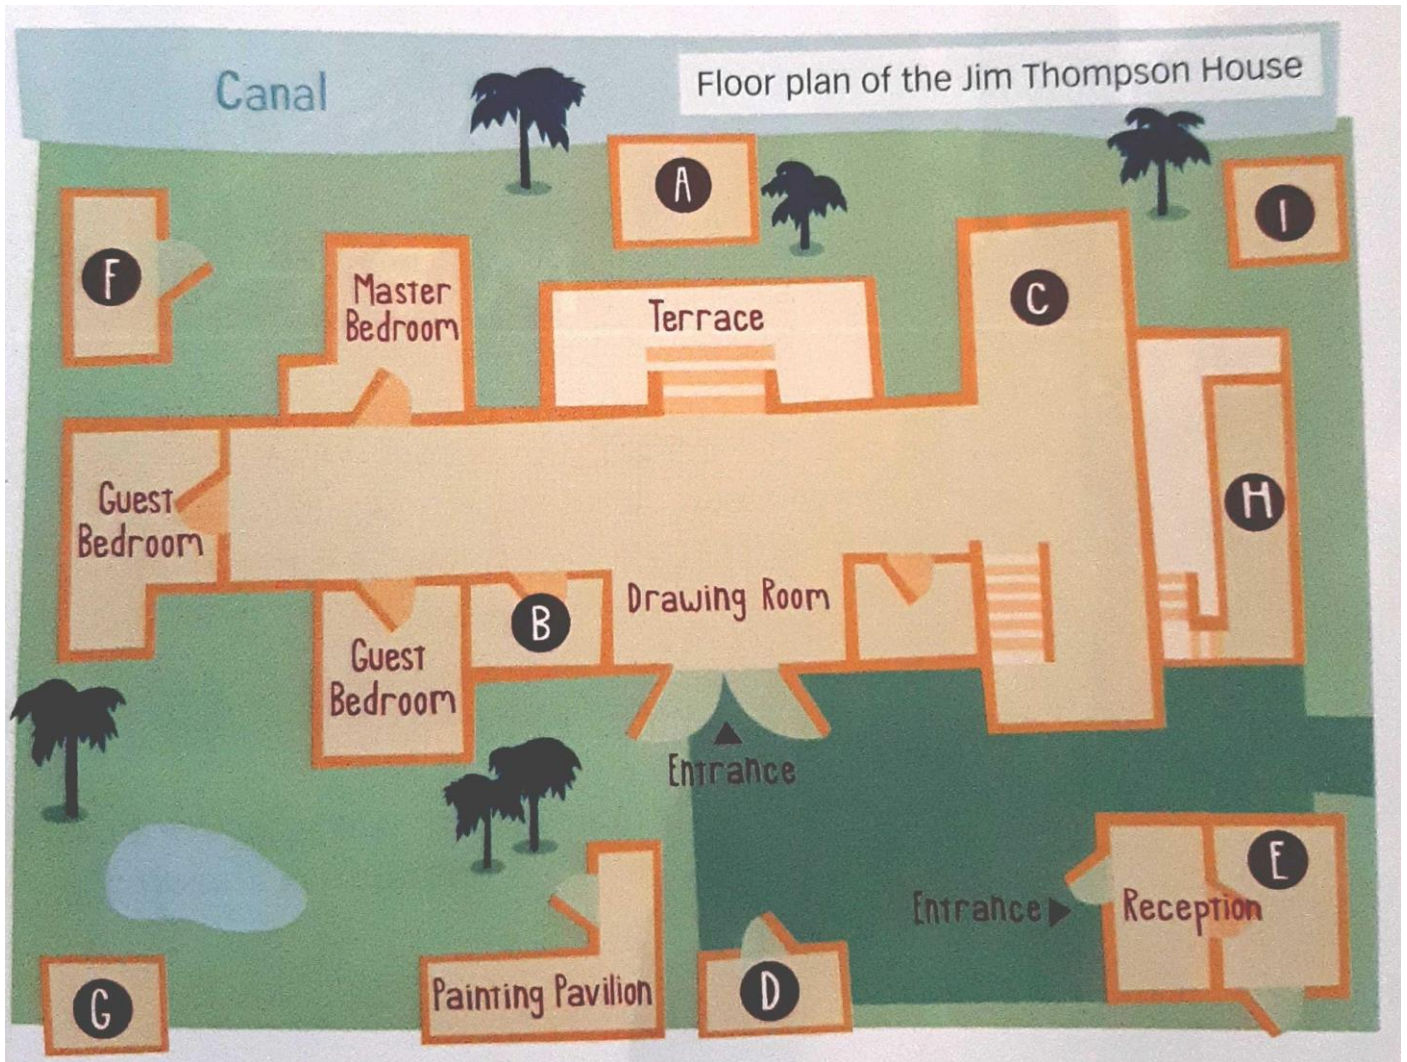 Canal
Floor plan of the Jim Thompson House
A
I
F
Master
Bedroom
Terrace
C
Guest
Bedroom
H
Drawing Room
B
Guest
Bedroom
Entrance
E
Entrance
Reception
Painting Pavilion
D
G